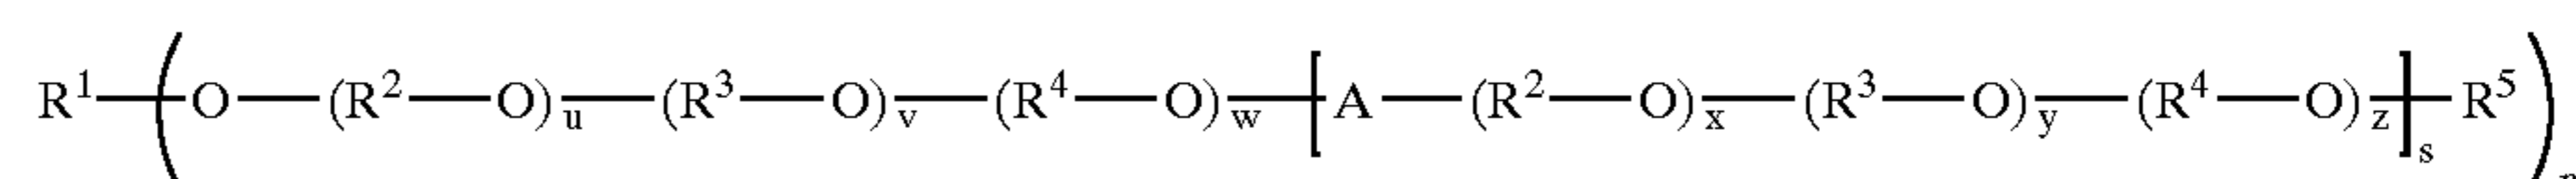 R¹—(O—(R²—O)ᵤ—(R³—O)ᵥ—(R⁴—O)w—[A—(R²—O)ₓ—(R³—O)y—(R⁴—O)z]ₛ—R⁵)